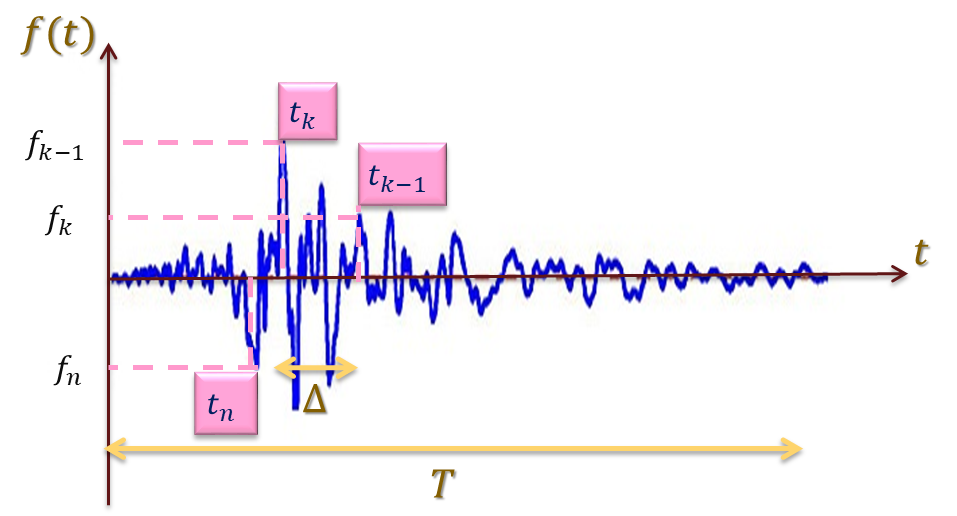 f(t)
t_k
f_{k-1}
t_{k-1}
f_k
t
f_n
t_n
Δ
T